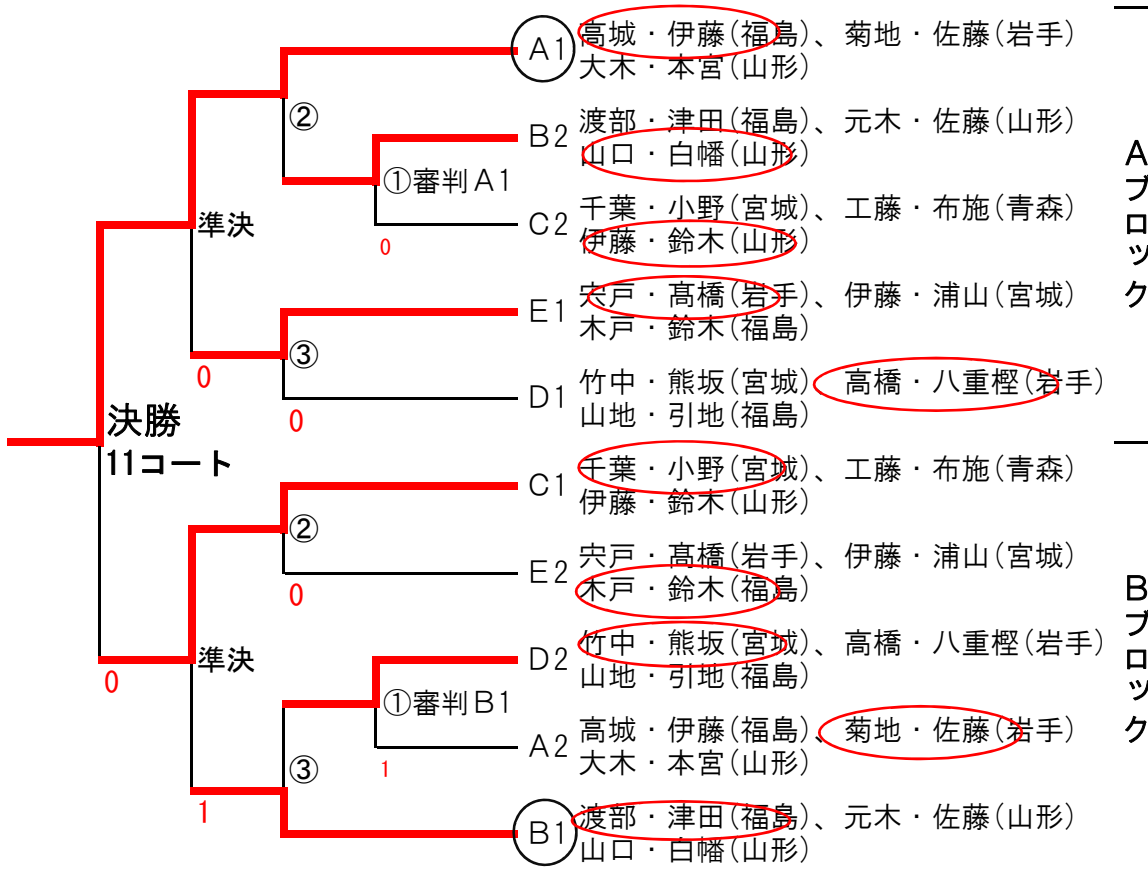 A1 高城・伊藤(福島)、菊地・佐藤(岩手)
大木・本宮(山形)
②
B2 渡部・津田(福島)、元木・佐藤(山形)
山口・白幡(山形)
①審判A1
C2 千葉・小野(宮城)、工藤・布施(青森)
伊藤・鈴木(山形)
0
準決
E1 宍戸・髙橋(岩手)、伊藤・浦山(宮城)
木戸・鈴木(福島)
③
0
D1 竹中・熊坂(宮城) 高橋・八重樫(岩手)
山地・引地(福島)
0
Aブロック
決勝
11コート
C1 千葉・小野(宮城)、工藤・布施(青森)
伊藤・鈴木(山形)
②
E2 宍戸・髙橋(岩手)、伊藤・浦山(宮城)
木戸・鈴木(福島)
0
準決
0
D2 竹中・熊坂(宮城)、高橋・八重樫(岩手)
山地・引地(福島)
①審判B1
A2 高城・伊藤(福島)、菊地・佐藤(岩手)
大木・本宮(山形)
1
③
1
B1 渡部・津田(福島)、元木・佐藤(山形)
山口・白幡(山形)
Bブロック